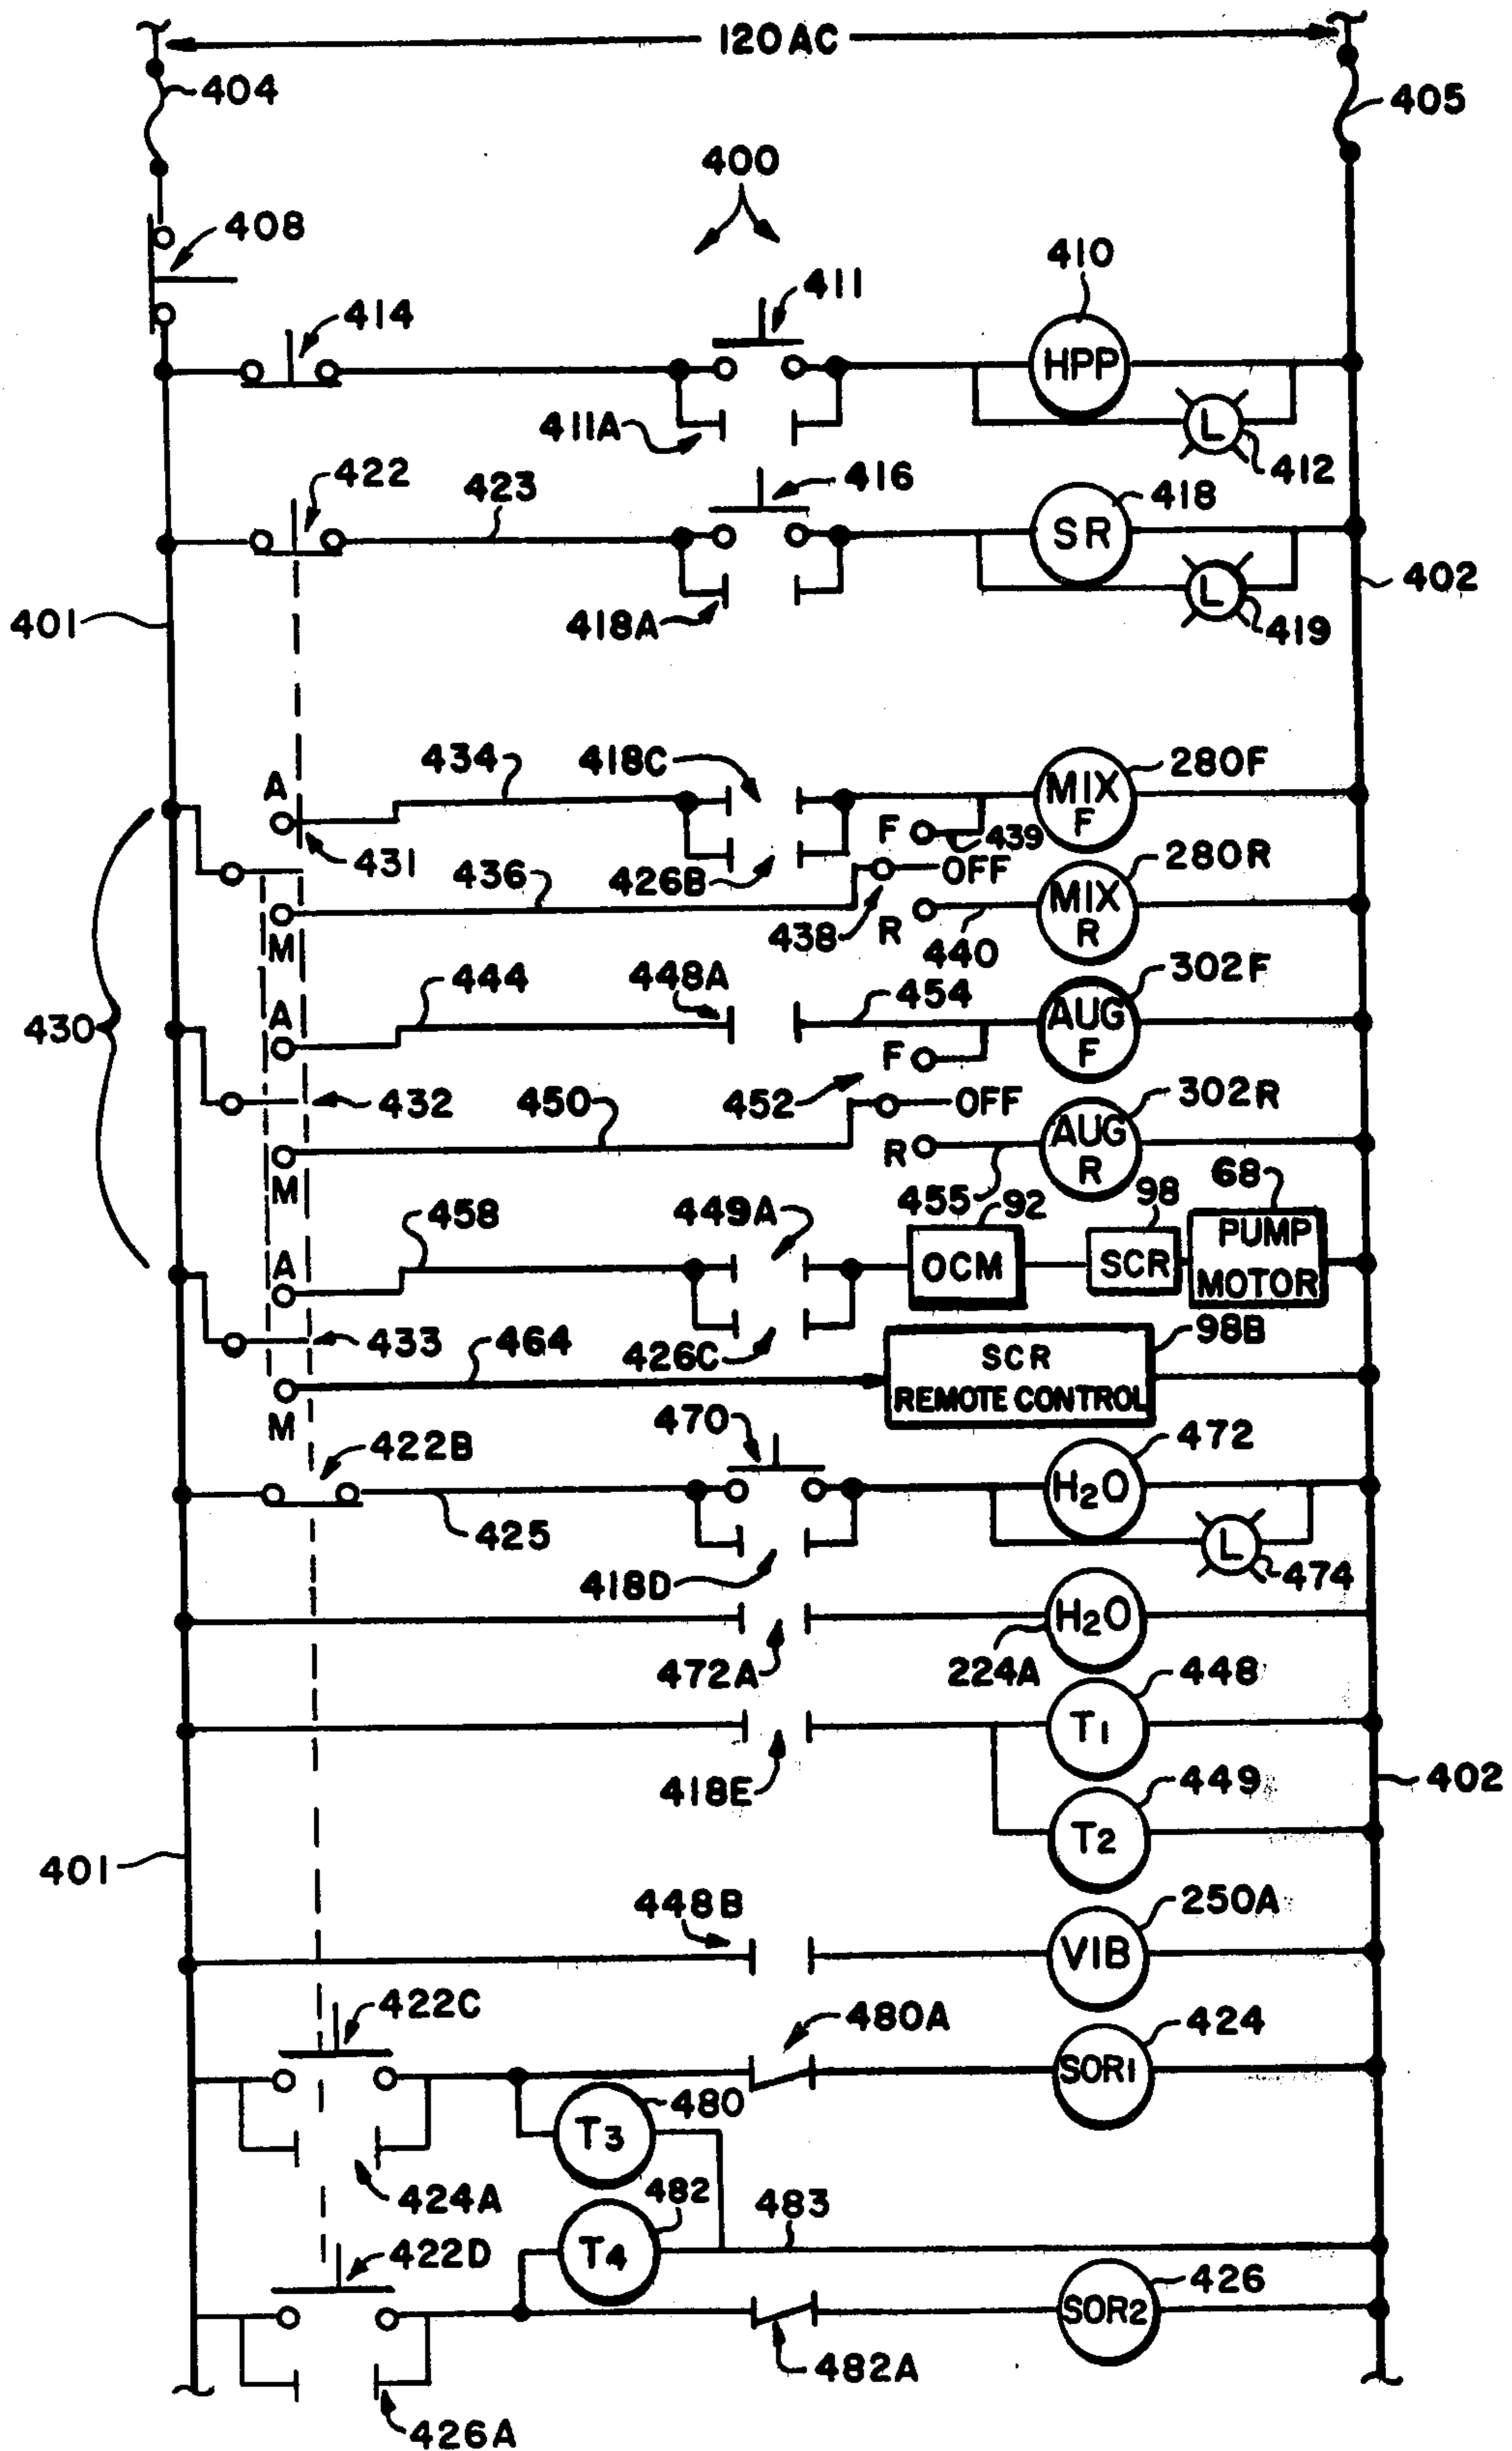 120AC
404
405
400
408
410
411
414
HPP
411A
L
412
422
423
416
418
SR
402
401
418A
L
419
434
418C
280F
A
MIX
F
F
439
431
436
426B
OFF
280R
MIX
R
M
438
R
440
444
448A
454
302F
A
AUG
F
430
F
432
450
452
OFF
302R
AUG
R
R
M
458
449A
455
92
98
68
A
OCM
SCR
PUMP
MOTOR
433
464
426C
98B
SCR
REMOTE CONTROL
M
422B
470
472
H2O
425
418D
L
474
H2O
472A
224A
448
T1
418E
449
402
T2
401
448B
250A
VIB
422C
480A
424
SOR1
480
T3
424A
482
483
T4
422D
426
SOR2
482A
426A